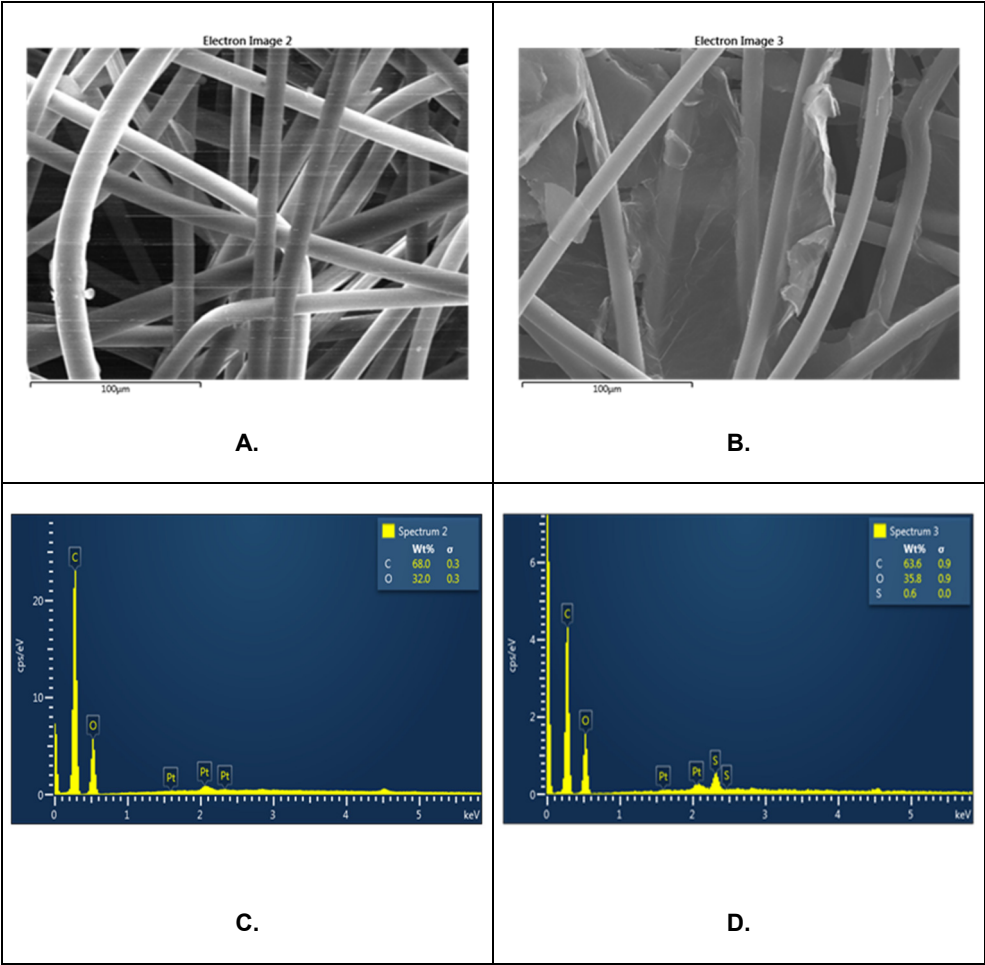 Electron Image 2
100µm
A.
Electron Image 3
100µm
B.
Spectrum 2
Wt% σ
C 68.0 0.3
O 32.0 0.3
C
20
cps/eV
10
O
Pt Pt Pt
0
0 1 2 3 4 5 keV
C.
Spectrum 3
Wt% σ
C 63.6 0.9
O 35.8 0.9
S 0.6 0.0
6
C
4
cps/eV
2
O
S
Pt Pt S
0
0 1 2 3 4 5 keV
D.